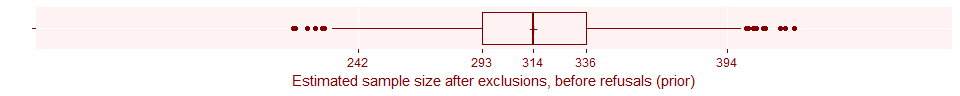 242 293 314 336 394
Estimated sample size after exclusions, before refusals (prior)